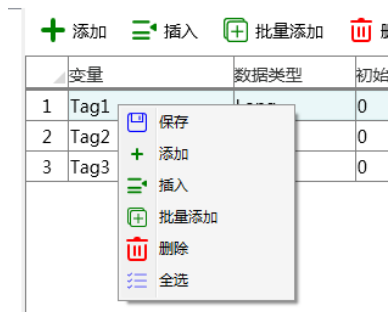 添加 插入 批量添加
变量 数据类型 初始
1 Tag1 Long 0
2 Tag2 0
3 Tag3 0
保存
添加
插入
批量添加
删除
全选